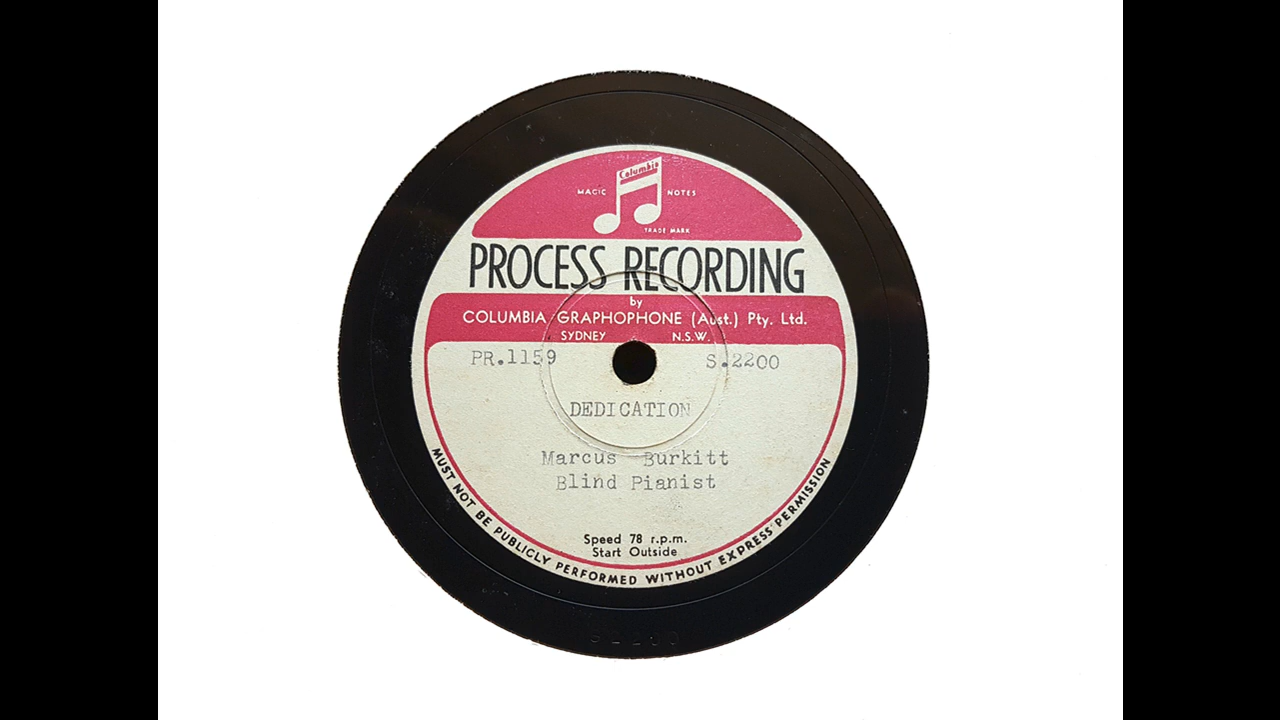 Columbia
MAGIC NOTES
TRADE MARK
PROCESS RECORDING
by
COLUMBIA GRAPHOPHONE (Aust.) Pty. Ltd.
SYDNEY N.S.W.
PR.1159 S.2200
DEDICATION
Marcus Burkitt
Blind Pianist
Speed 78 r.p.m.
Start Outside
MUST NOT BE PUBLICLY PERFORMED WITHOUT EXPRESS PERMISSION